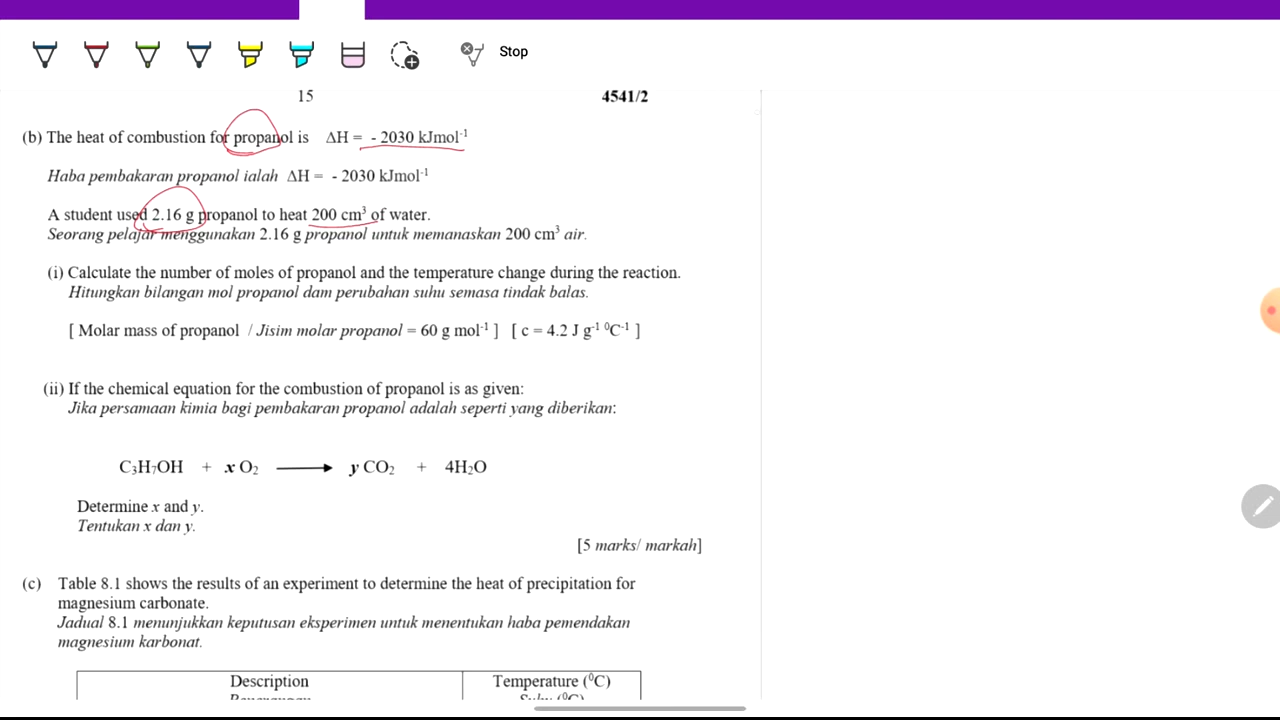 Stop
15 4541/2
(b) The heat of combustion for propanol is ΔH = - 2030 kJmol⁻¹
Haba pembakaran propanol ialah ΔH = - 2030 kJmol⁻¹
A student used 2.16 g propanol to heat 200 cm³ of water.
Seorang pelajar menggunakan 2.16 g propanol untuk memanaskan 200 cm³ air.
(i) Calculate the number of moles of propanol and the temperature change during the reaction.
Hitungkan bilangan mol propanol dam perubahan suhu semasa tindak balas.
[ Molar mass of propanol / Jisim molar propanol = 60 g mol⁻¹ ] [ c = 4.2 J g⁻¹ ⁰C⁻¹ ]
(ii) If the chemical equation for the combustion of propanol is as given:
Jika persamaan kimia bagi pembakaran propanol adalah seperti yang diberikan:
C₃H₇OH + x O₂ ⟶ y CO₂ + 4H₂O
Determine x and y.
Tentukan x dan y.
[5 marks/ markah]
(c) Table 8.1 shows the results of an experiment to determine the heat of precipitation for
magnesium carbonate.
Jadual 8.1 menunjukkan keputusan eksperimen untuk menentukan haba pemendakan
magnesium karbonat.
Description Temperature (⁰C)